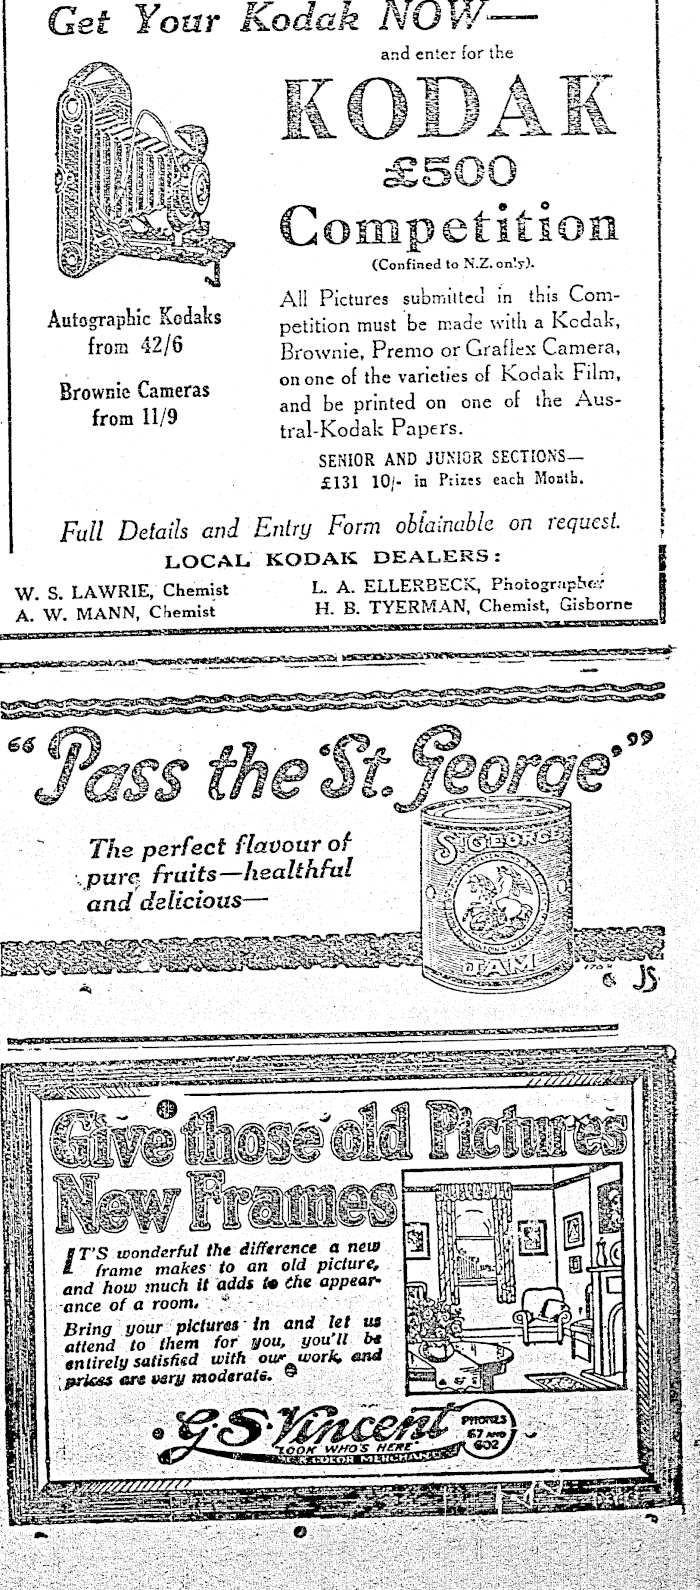 Get Your Kodak NOW—
and enter for the
KODAK
£500
Competition
(Confined to N.Z. only).
Autographic Kodaks
from 42/6
Brownie Cameras
from 11/9
All Pictures submitted in this Com-
petition must be made with a Kodak,
Brownie, Premo or Graflex Camera,
on one of the varieties of Kodak Film,
and be printed on one of the Aus-
tral-Kodak Papers.
SENIOR AND JUNIOR SECTIONS—
£131 10/- in Prizes each Month.
Full Details and Entry Form obtainable on request.
LOCAL KODAK DEALERS:
W. S. LAWRIE, Chemist
A. W. MANN, Chemist
L. A. ELLERBECK, Photographer
H. B. TYERMAN, Chemist, Gisborne
"Pass the 'St. George'"
The perfect flavour of
pure fruits—healthful
and delicious—
ST GEORGE
JAM
JS
Give those old Pictures
New Frames
IT'S wonderful the difference a new
frame makes to an old picture,
and how much it adds to the appear-
ance of a room.
Bring your pictures in and let us
attend to them for you, you'll be
entirely satisfied with our work, and
prices are very moderate.
G. S. Vincent
"LOOK WHO'S HERE"
COLOR MERCHANT
PHONES
67 AND
602